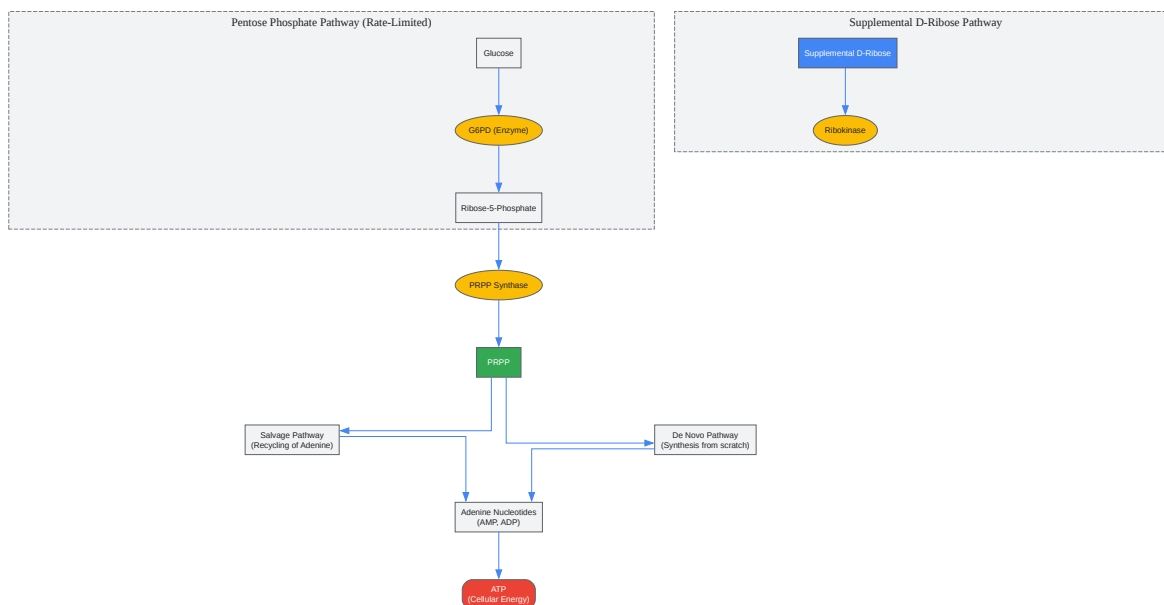 Pentose Phosphate Pathway (Rate-Limited)
Glucose
G6PD (Enzyme)
Ribose-5-Phosphate
Supplemental D-Ribose Pathway
Supplemental D-Ribose
Ribokinase
PRPP Synthase
PRPP
Salvage Pathway
(Recycling of Adenine)
De Novo Pathway
(Synthesis from scratch)
Adenine Nucleotides
(AMP, ADP)
ATP
(Cellular Energy)